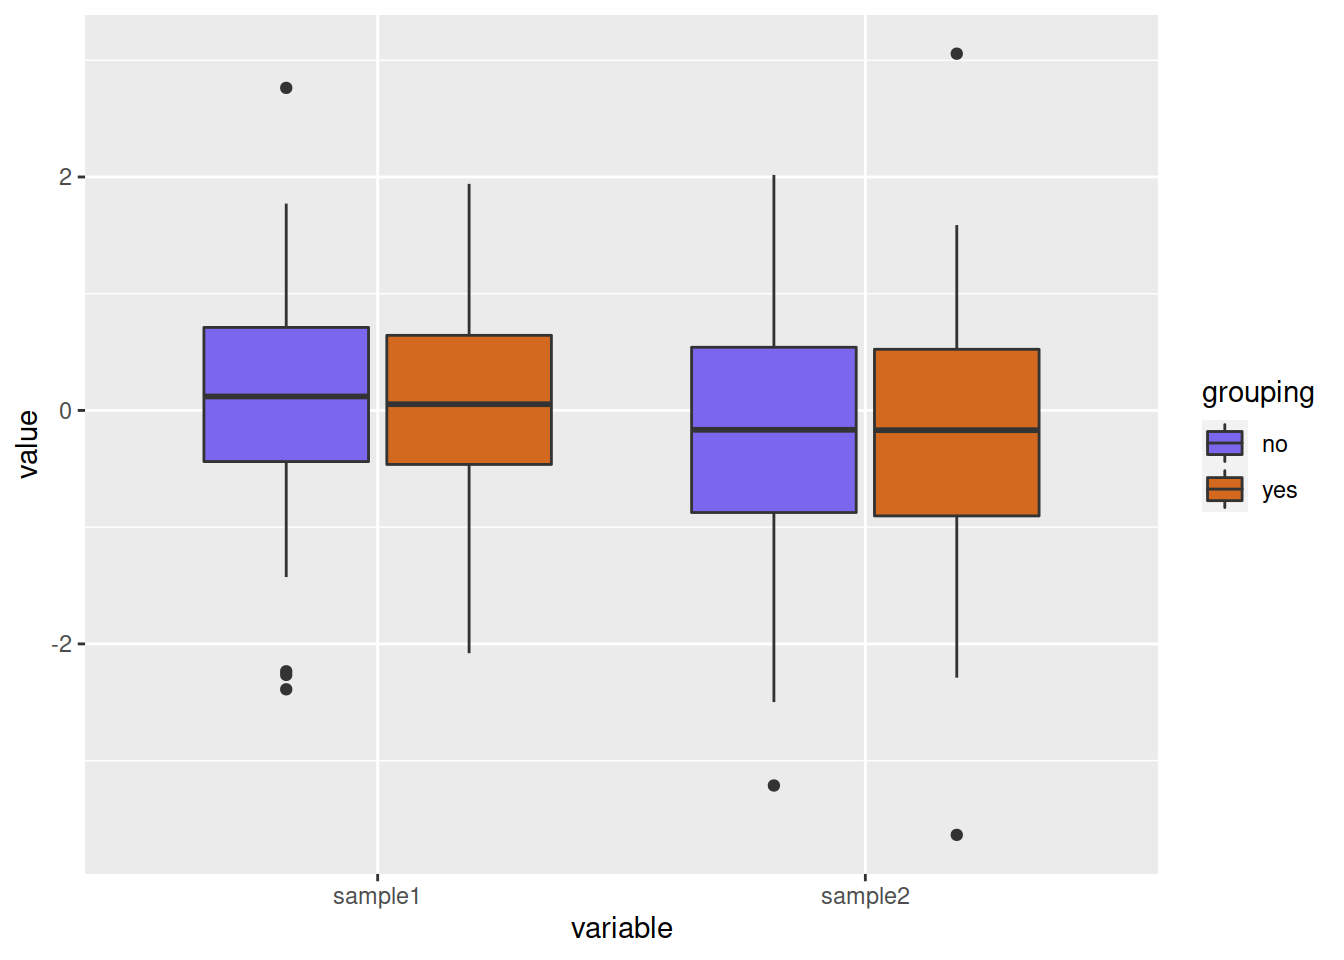 value
2
0
-2
sample1
sample2
variable
grouping
no
yes